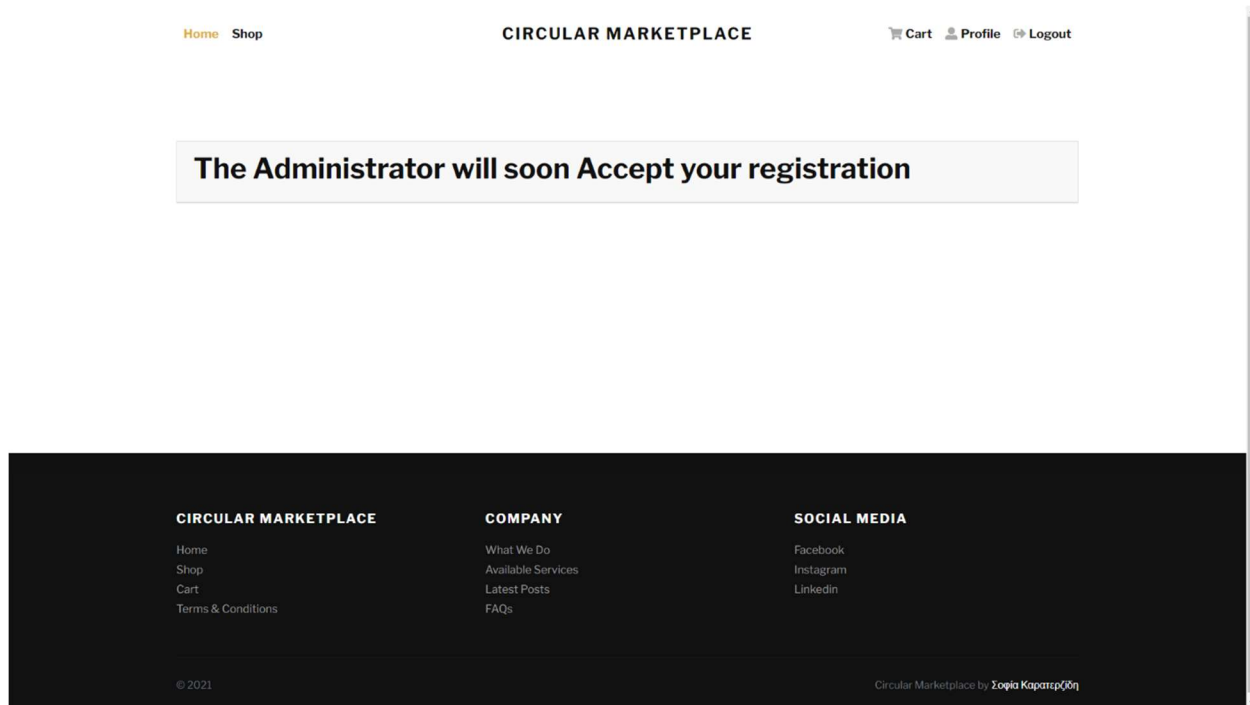 Home Shop CIRCULAR MARKETPLACE Cart Profile Logout
The Administrator will soon Accept your registration
CIRCULAR MARKETPLACE
Home
Shop
Cart
Terms & Conditions
COMPANY
What We Do
Available Services
Latest Posts
FAQs
SOCIAL MEDIA
Facebook
Instagram
Linkedin
© 2021
Circular Marketplace by Σοφία Καρατερζίδη